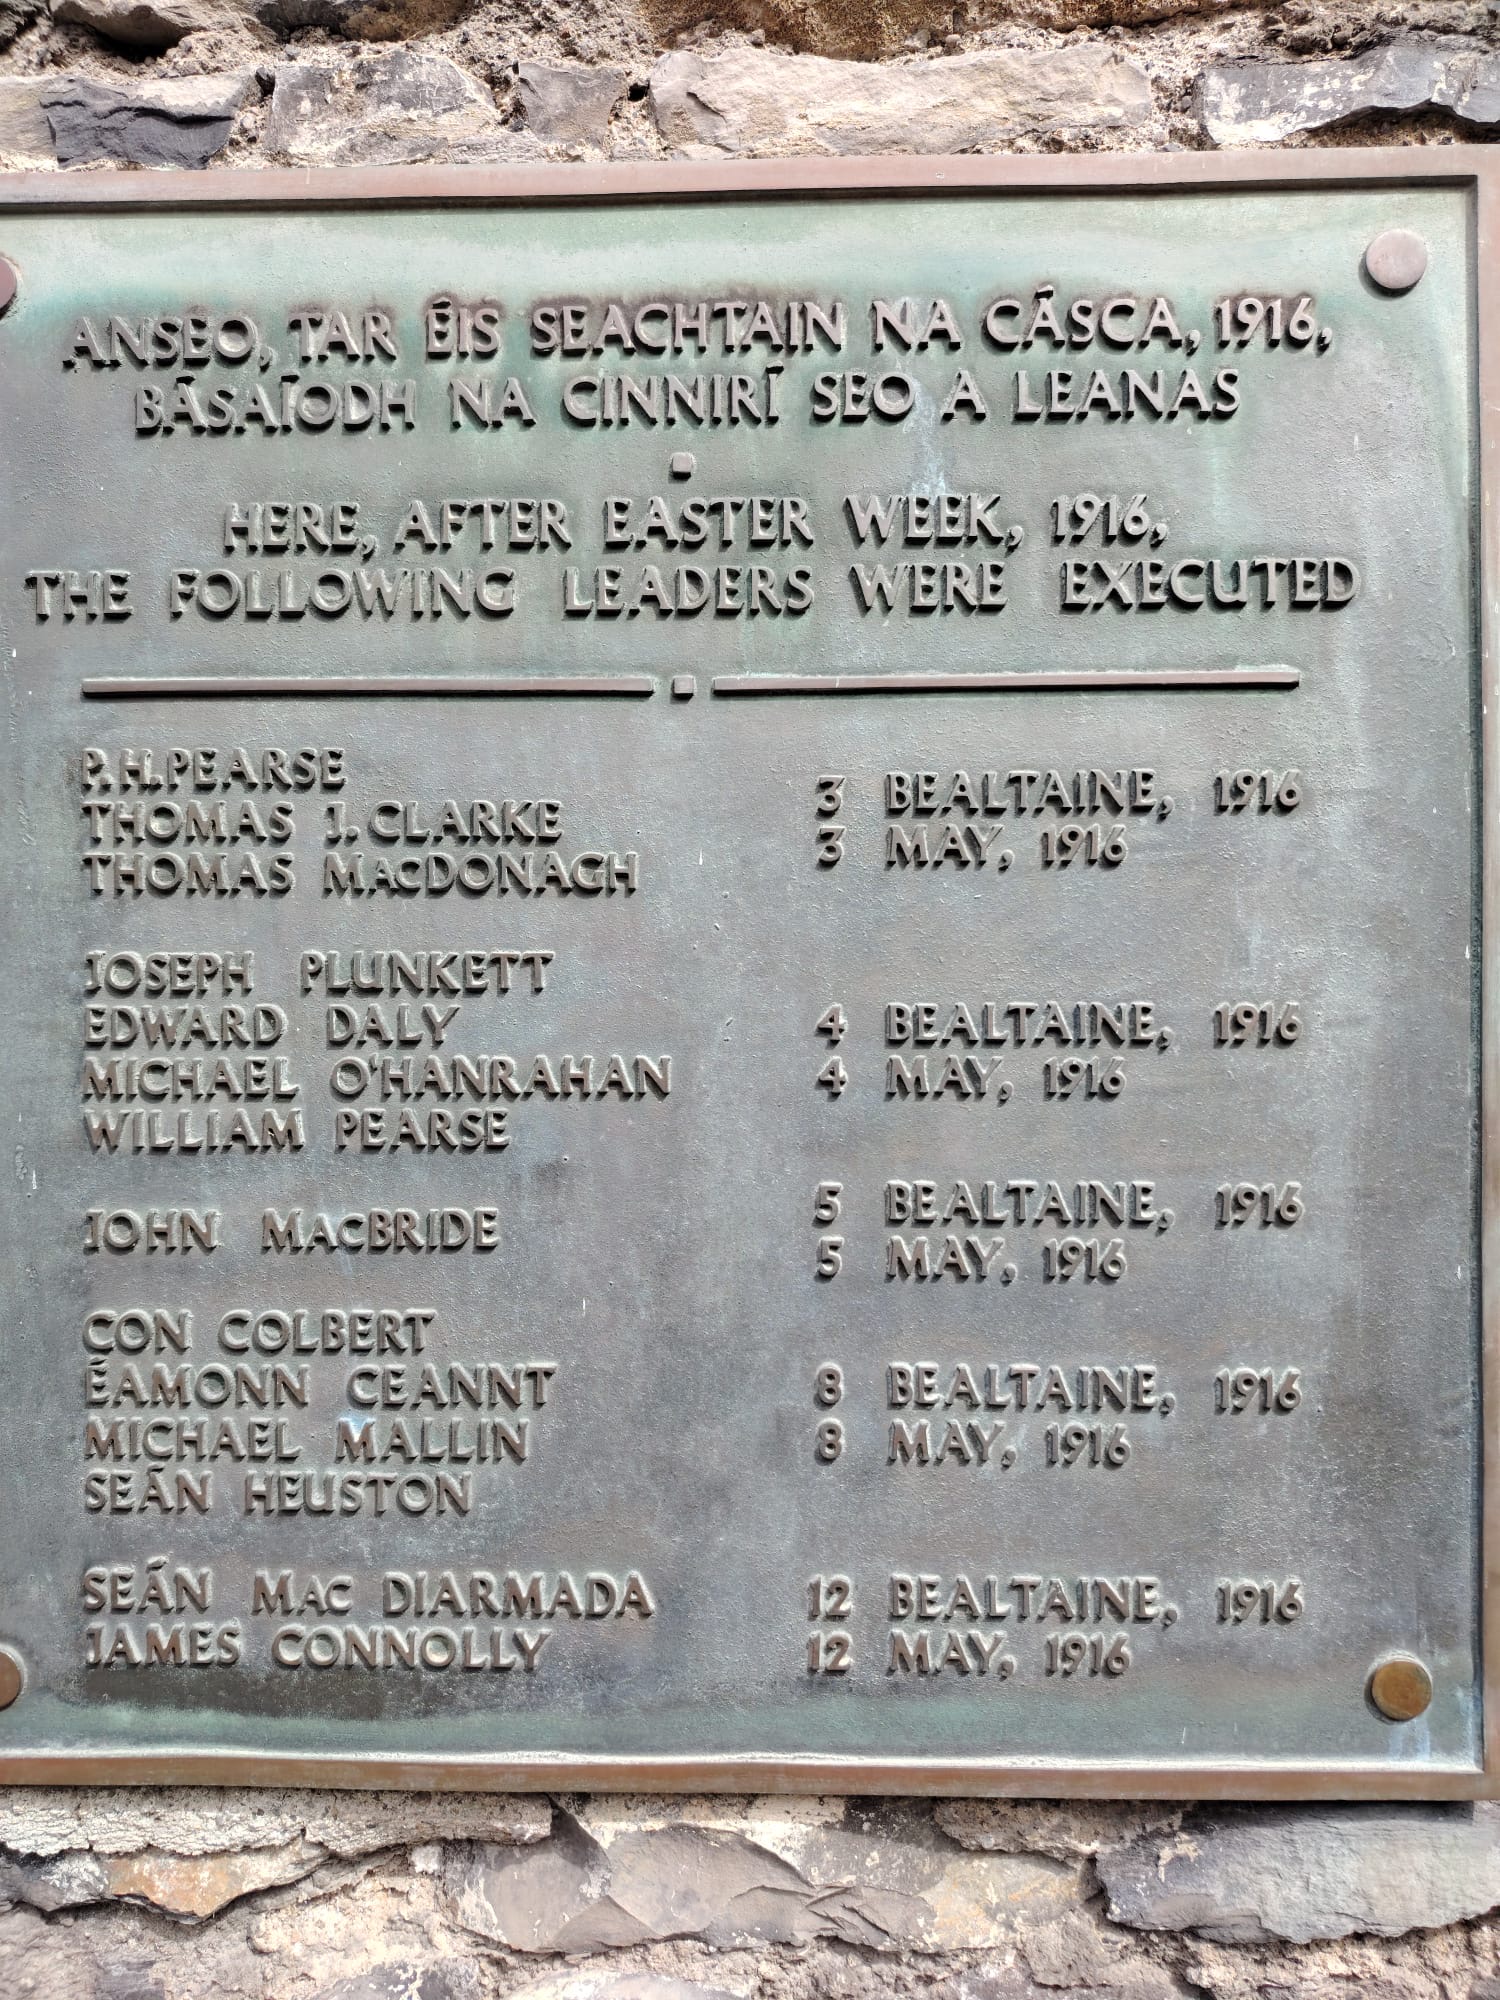 ANSEO, TAR ÉIS SEACHTAIN NA CÁSCA, 1916,
BÁSAÍODH NA CINNIRÍ SEO A LEANAS
HERE, AFTER EASTER WEEK, 1916,
THE FOLLOWING LEADERS WERE EXECUTED
P. H. PEARSE
THOMAS J. CLARKE
THOMAS MACDONAGH
3 BEALTAINE, 1916
3 MAY, 1916
JOSEPH PLUNKETT
EDWARD DALY
MICHAEL O'HANRAHAN
WILLIAM PEARSE
4 BEALTAINE, 1916
4 MAY, 1916
JOHN MACBRIDE
5 BEALTAINE, 1916
5 MAY, 1916
CON COLBERT
ÉAMONN CEANNT
MICHAEL MALLIN
SEÁN HEUSTON
8 BEALTAINE, 1916
8 MAY, 1916
SEÁN MAC DIARMADA
JAMES CONNOLLY
12 BEALTAINE, 1916
12 MAY, 1916